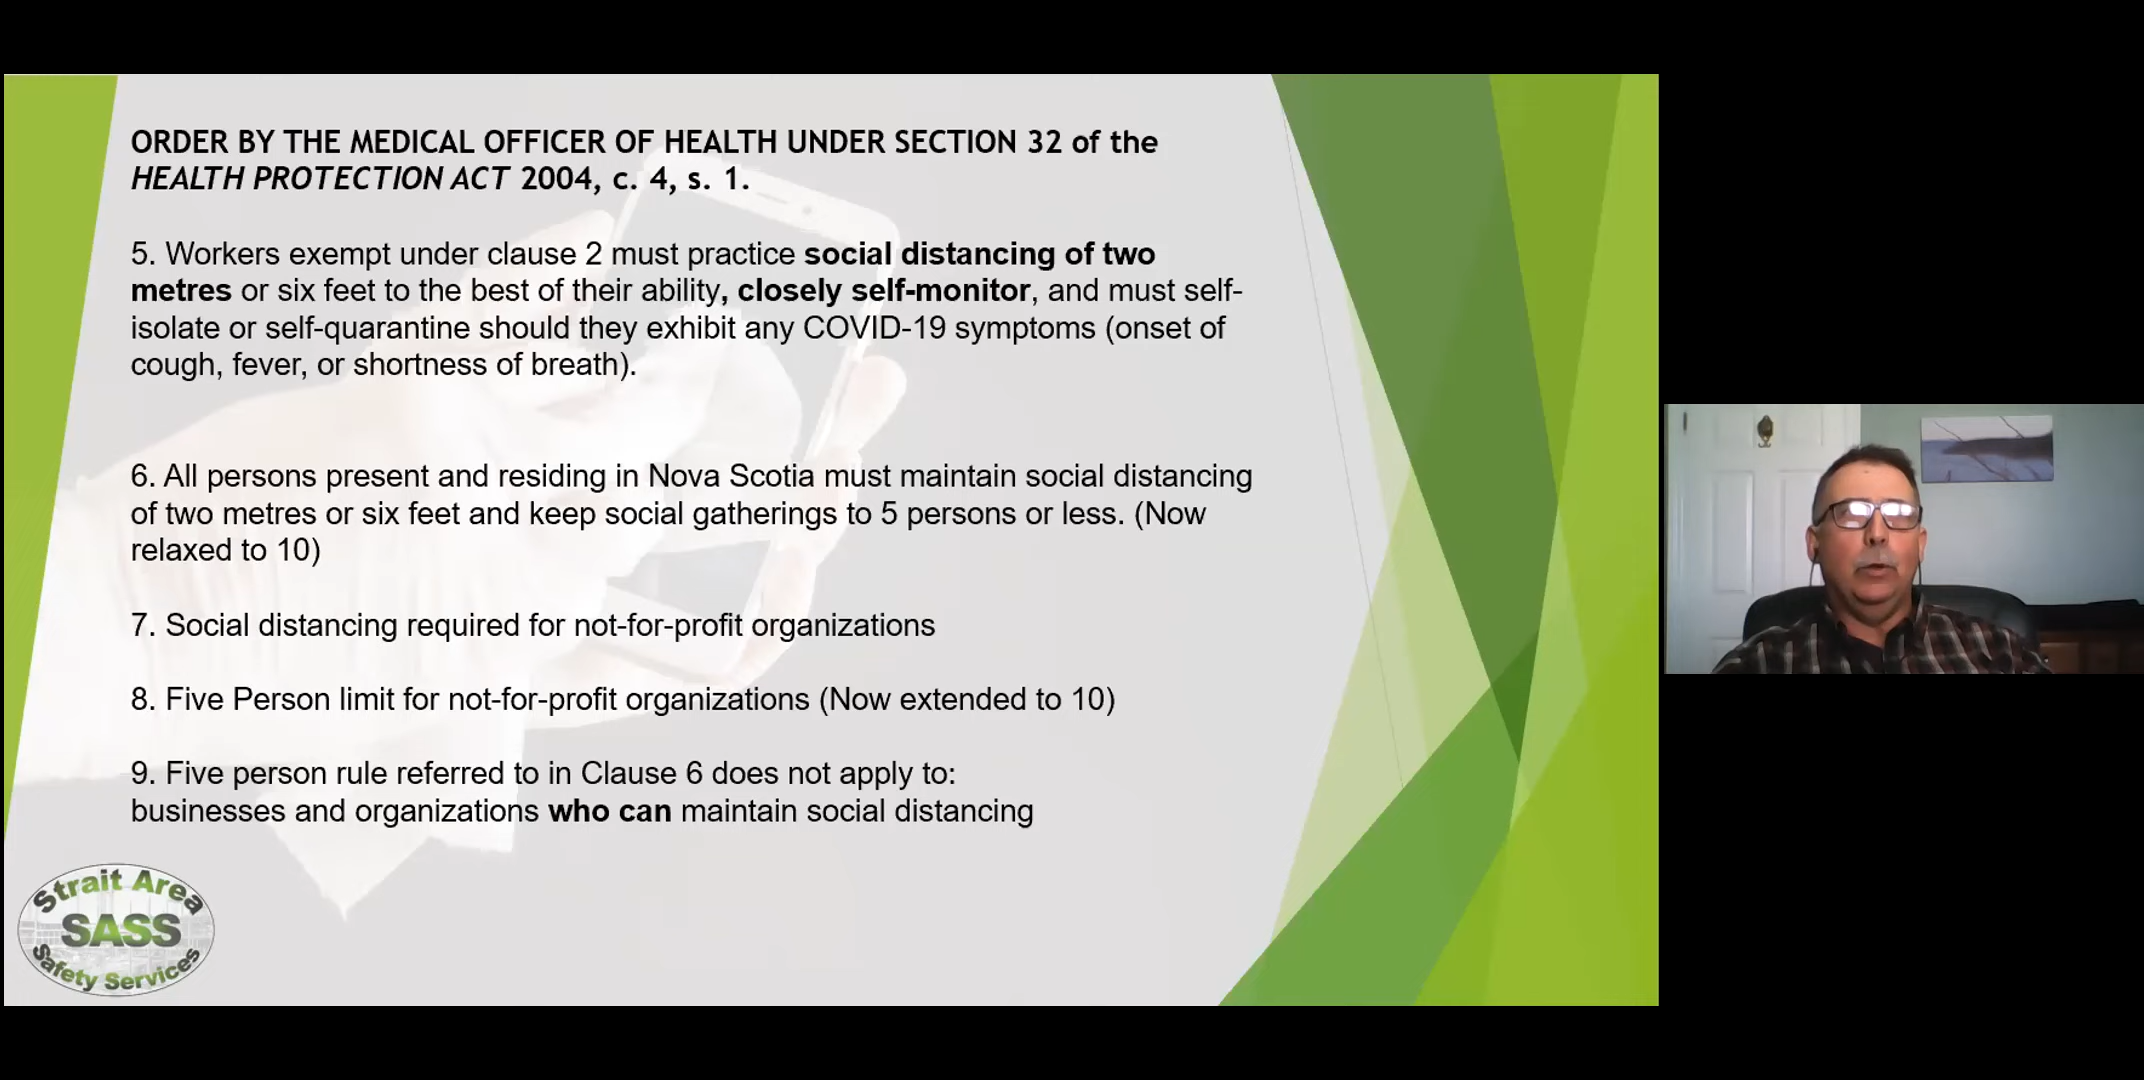 ORDER BY THE MEDICAL OFFICER OF HEALTH UNDER SECTION 32 of the
HEALTH PROTECTION ACT 2004, c. 4, s. 1.
5. Workers exempt under clause 2 must practice social distancing of two
metres or six feet to the best of their ability, closely self-monitor, and must self-
isolate or self-quarantine should they exhibit any COVID-19 symptoms (onset of
cough, fever, or shortness of breath).
6. All persons present and residing in Nova Scotia must maintain social distancing
of two metres or six feet and keep social gatherings to 5 persons or less. (Now
relaxed to 10)
7. Social distancing required for not-for-profit organizations
8. Five Person limit for not-for-profit organizations (Now extended to 10)
9. Five person rule referred to in Clause 6 does not apply to:
businesses and organizations who can maintain social distancing
Strait Area
SASS
Safety Services